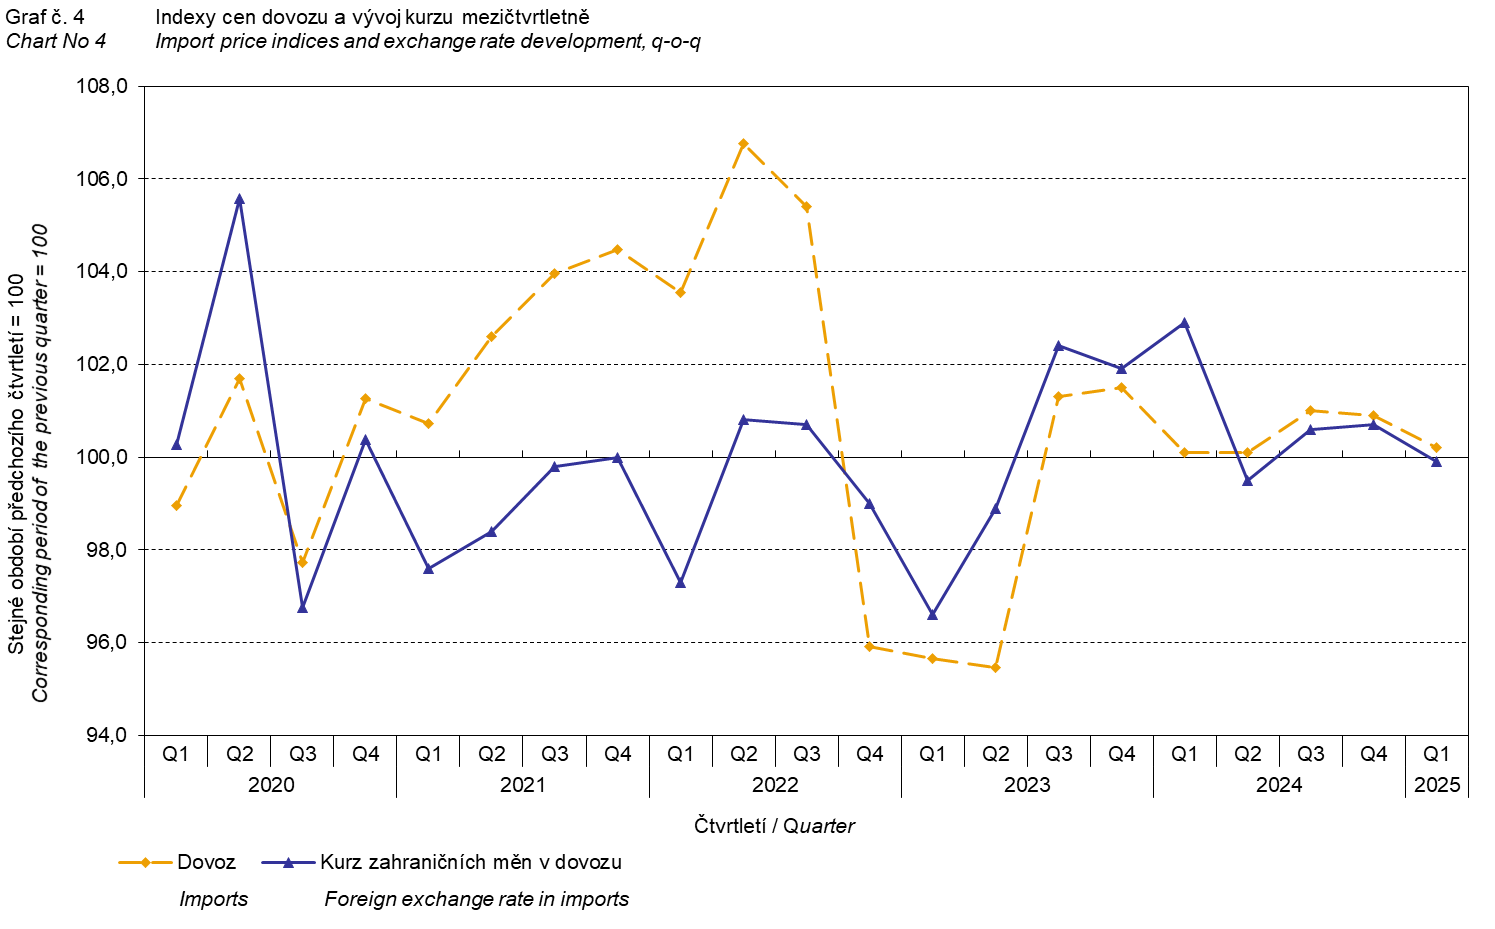 Graf č. 4 Indexy cen dovozu a vývoj kurzu mezičtvrtletně
Chart No 4 Import price indices and exchange rate development, q-o-q
Stejné období předchozího čtvrtletí = 100
Corresponding period of the previous quarter = 100
108,0
106,0
104,0
102,0
100,0
98,0
96,0
94,0
Q1 Q2 Q3 Q4 Q1 Q2 Q3 Q4 Q1 Q2 Q3 Q4 Q1 Q2 Q3 Q4 Q1 Q2 Q3 Q4 Q1
2020 2021 2022 2023 2024 2025
Čtvrtletí / Quarter
Dovoz Kurz zahraničních měn v dovozu
Imports Foreign exchange rate in imports